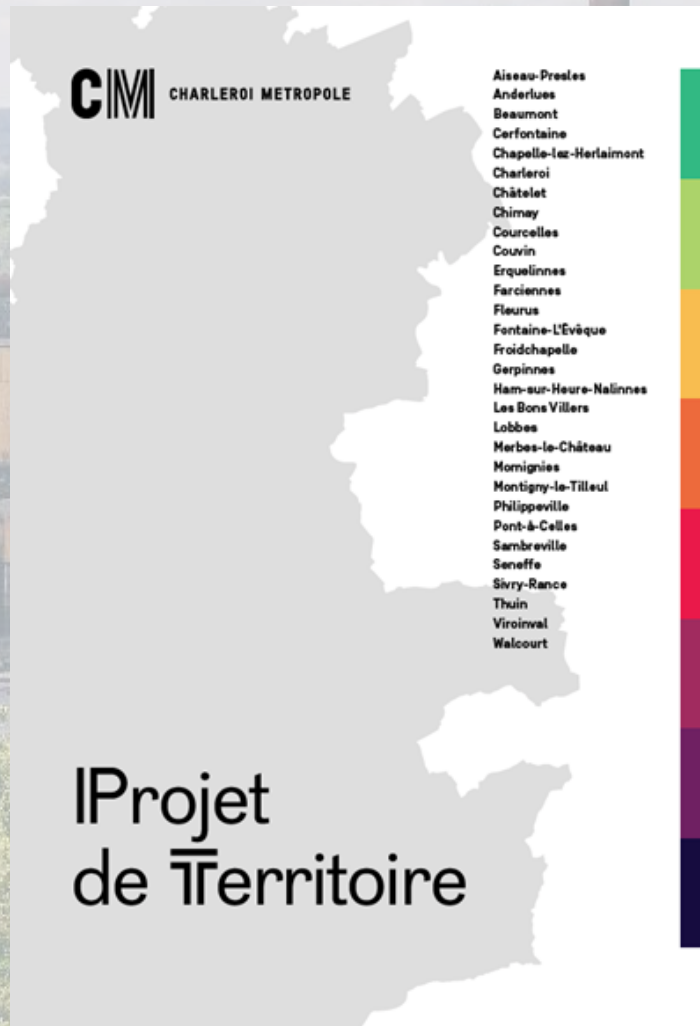 CM CHARLEROI METROPOLE
Aiseau-Presles
Anderlues
Beaumont
Cerfontaine
Chapelle-lez-Herlaimont
Charleroi
Châtelet
Chimay
Courcelles
Couvin
Erquelinnes
Farciennes
Fleurus
Fontaine-L'Évêque
Froidchapelle
Gerpinnes
Ham-sur-Heure-Nalinnes
Les Bons Villers
Lobbes
Merbes-le-Château
Momignies
Montigny-le-Tilleul
Philippeville
Pont-à-Celles
Sambreville
Seneffe
Sivry-Rance
Thuin
Viroinval
Walcourt
Projet
de Territoire